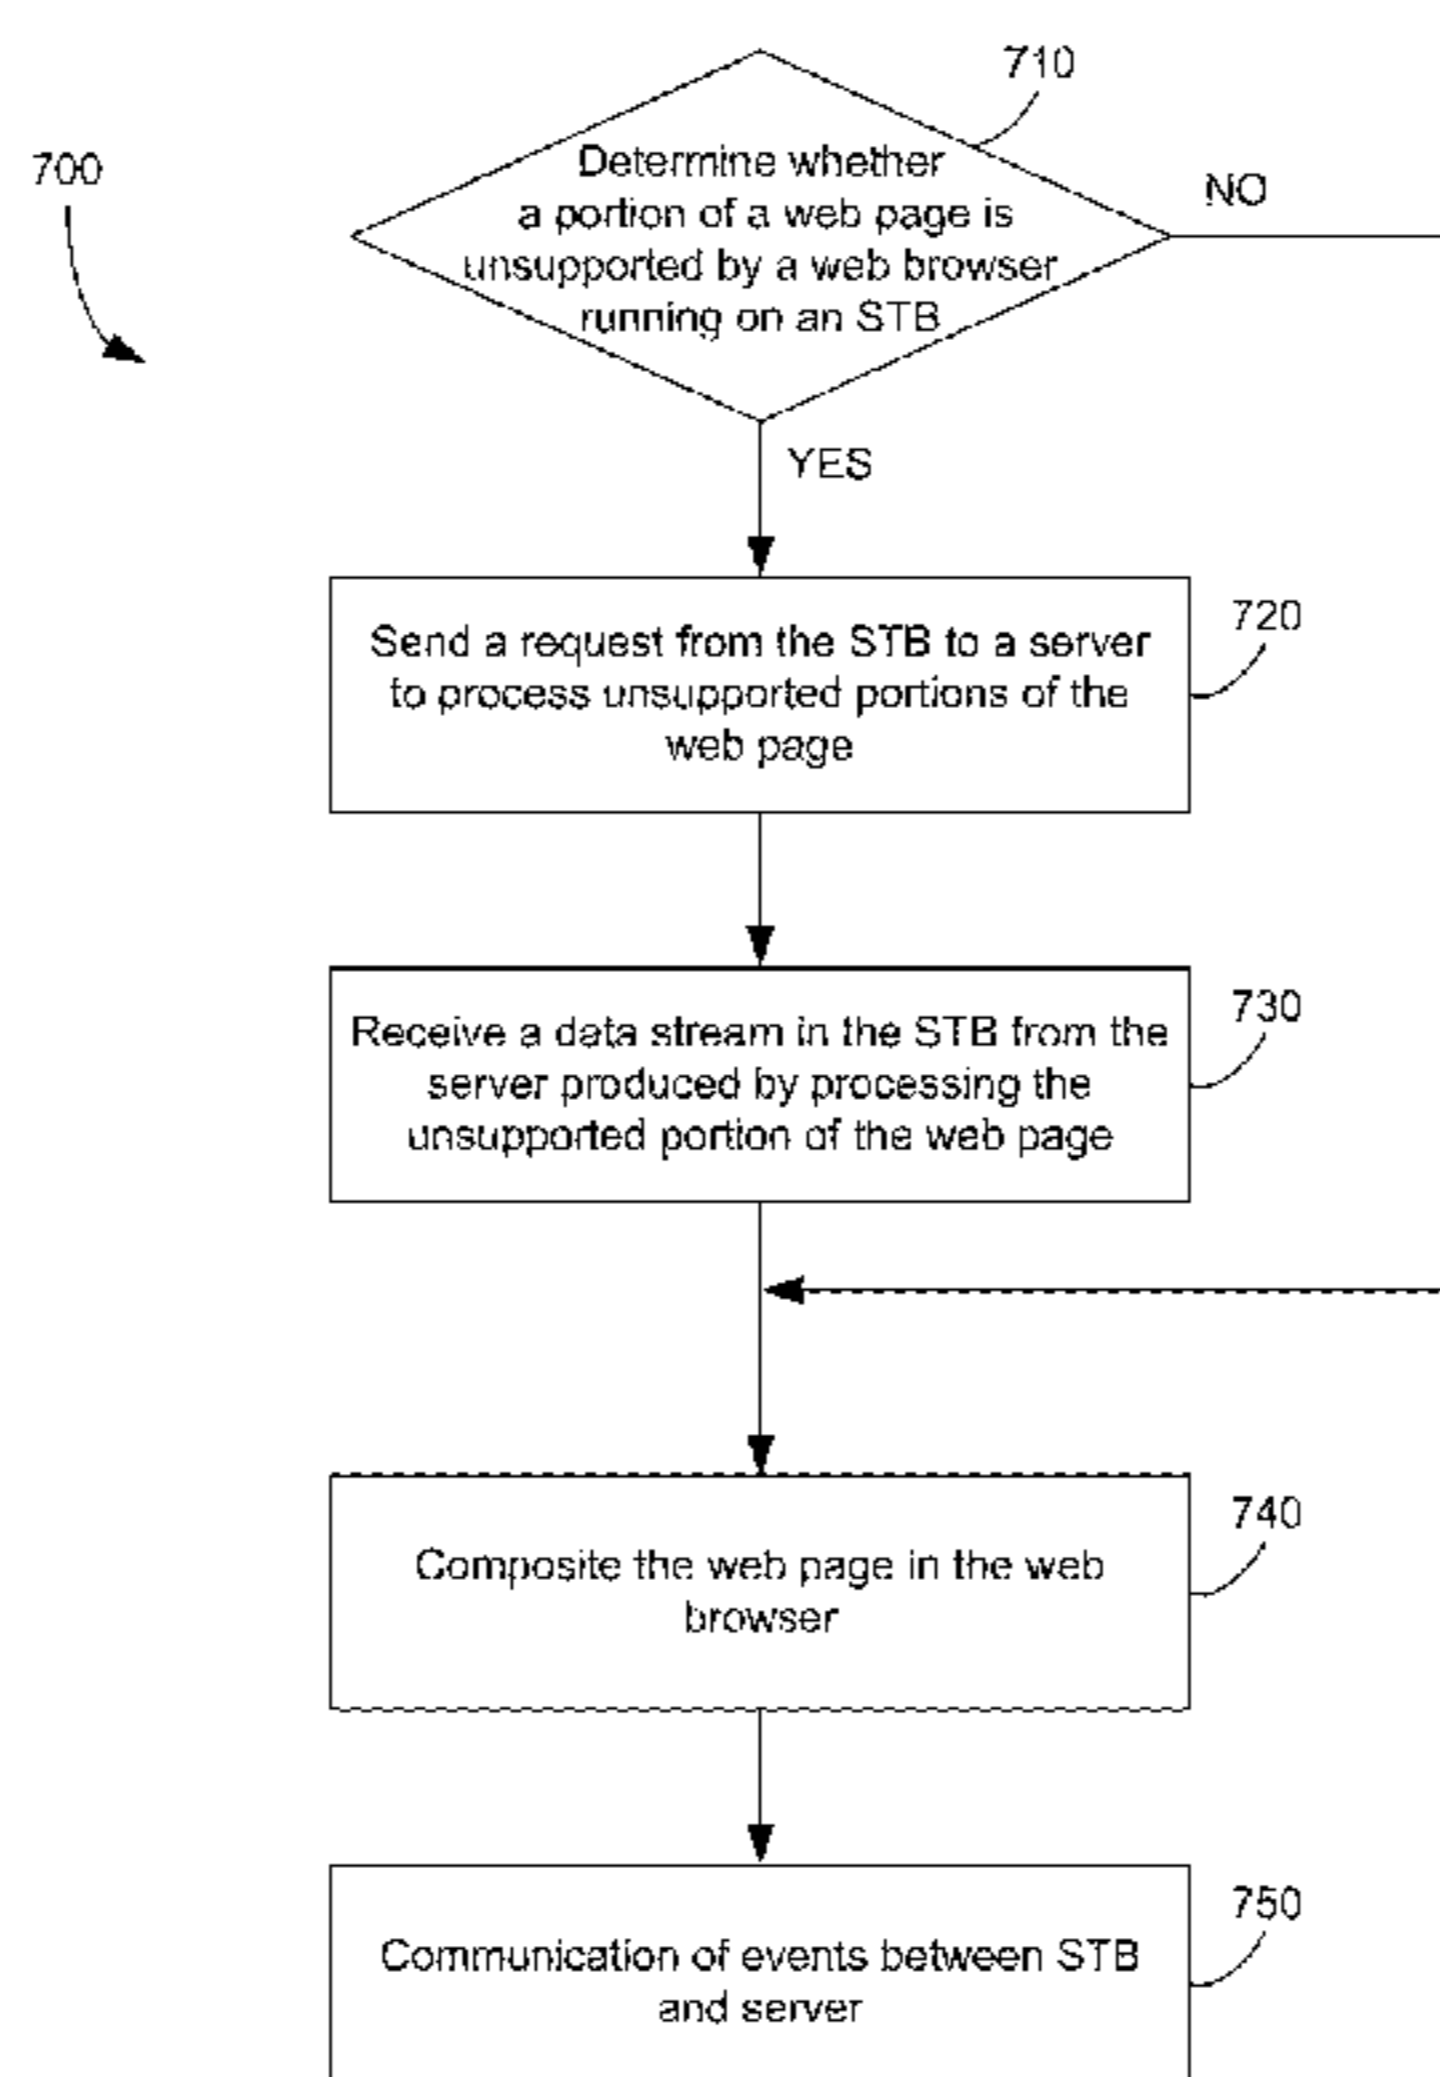 710
700
Determine whether
a portion of a web page is
unsupported by a web browser
running on an STB
NO
YES
720
Send a request from the STB to a server
to process unsupported portions of the
web page
730
Receive a data stream in the STB from the
server produced by processing the
unsupported portion of the web page
740
Composite the web page in the web
browser
750
Communication of events between STB
and server